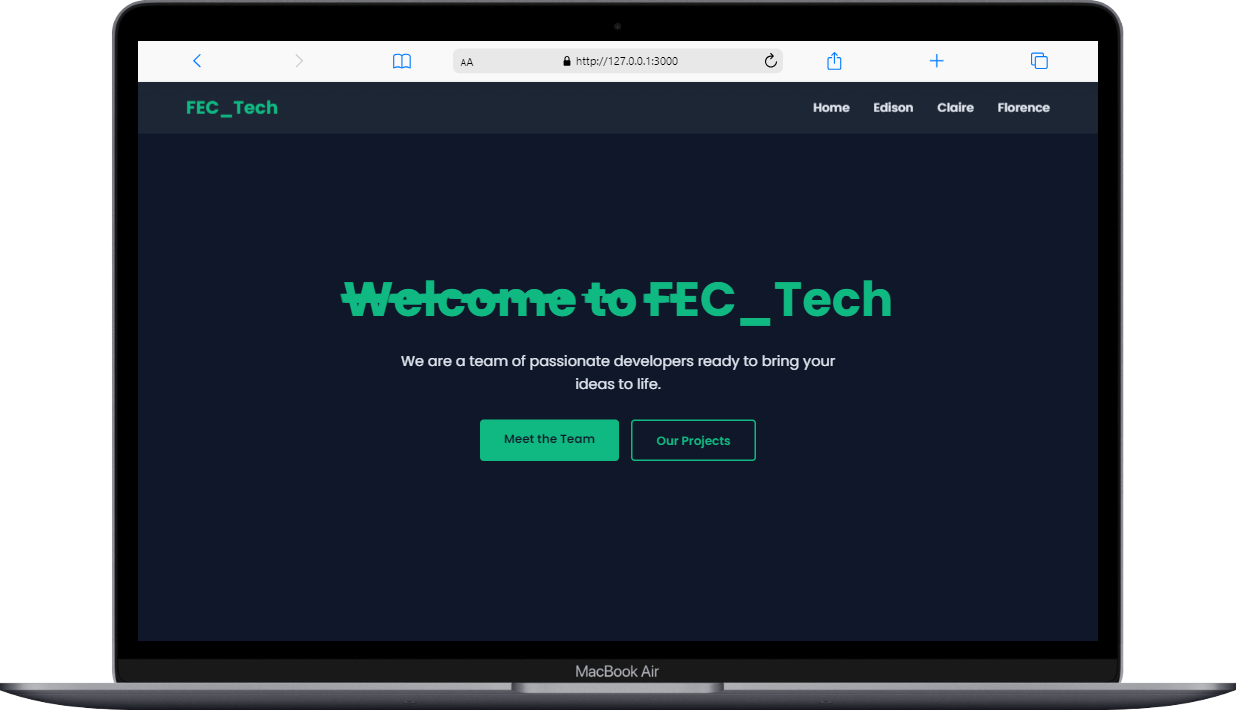 AA http://127.0.0.1:3000
FEC_Tech Home Edison Claire Florence
Welcome to FEC_Tech
We are a team of passionate developers ready to bring your
ideas to life.
Meet the Team Our Projects
MacBook Air